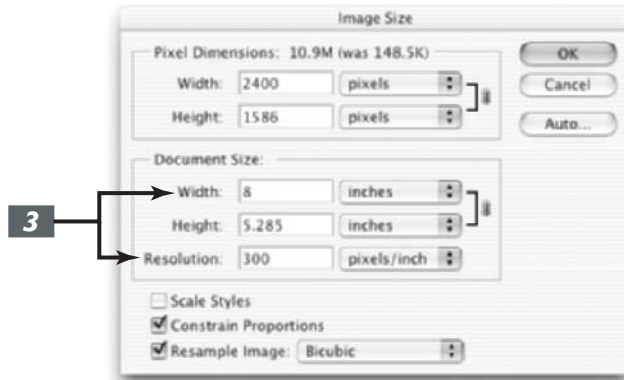 Image Size
Pixel Dimensions: 10.9M (was 148.5K)
OK
Width: 2400 pixels
Cancel
Height: 1586 pixels
Auto...
Document Size:
Width: 8 inches
3
Height: 5.285 inches
Resolution: 300 pixels/inch
Scale Styles
Constrain Proportions
Resample Image: Bicubic